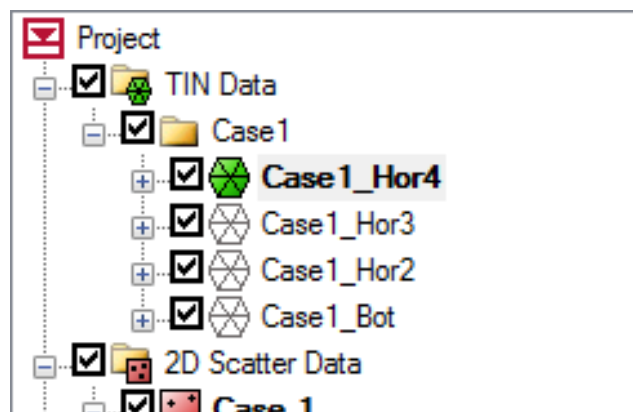 Project
TIN Data
Case1
Case1_Hor4
Case1_Hor3
Case1_Hor2
Case1_Bot
2D Scatter Data
Case 1